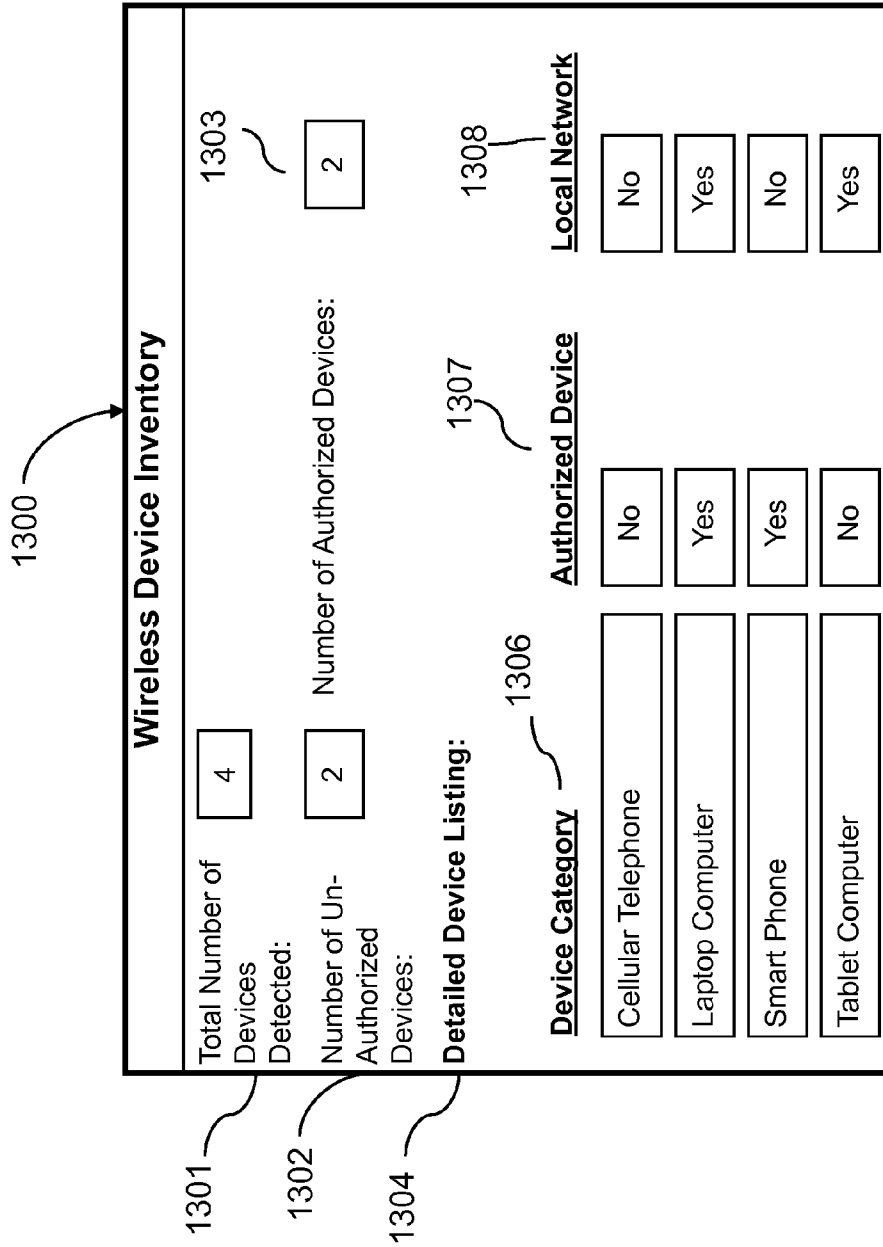 1300
Wireless Device Inventory
1301
Total Number of
Devices
Detected:
4
1302
Number of Un-
Authorized
Devices:
2
Number of Authorized Devices:
2
1303
1304
Detailed Device Listing:
1306
1307
1308
Device Category Authorized Device Local Network
Cellular Telephone No No
Laptop Computer Yes Yes
Smart Phone Yes No
Tablet Computer No Yes